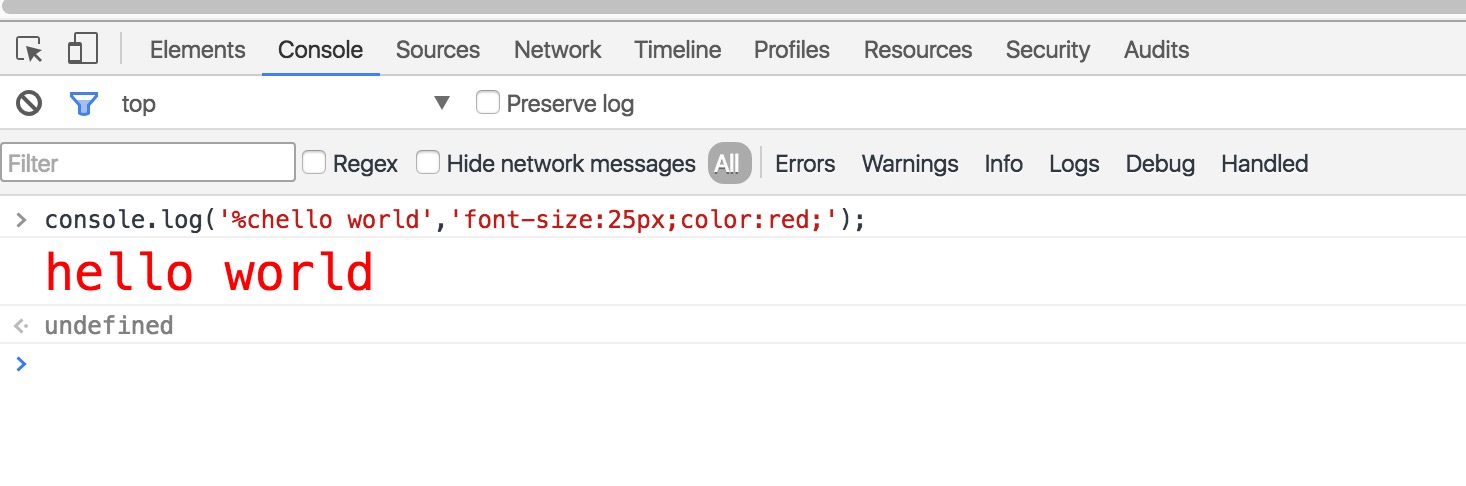 Elements Console Sources Network Timeline Profiles Resources Security Audits
top ▼ Preserve log
Filter Regex Hide network messages All Errors Warnings Info Logs Debug Handled
> console.log('%chello world','font-size:25px;color:red;');
hello world
undefined
>